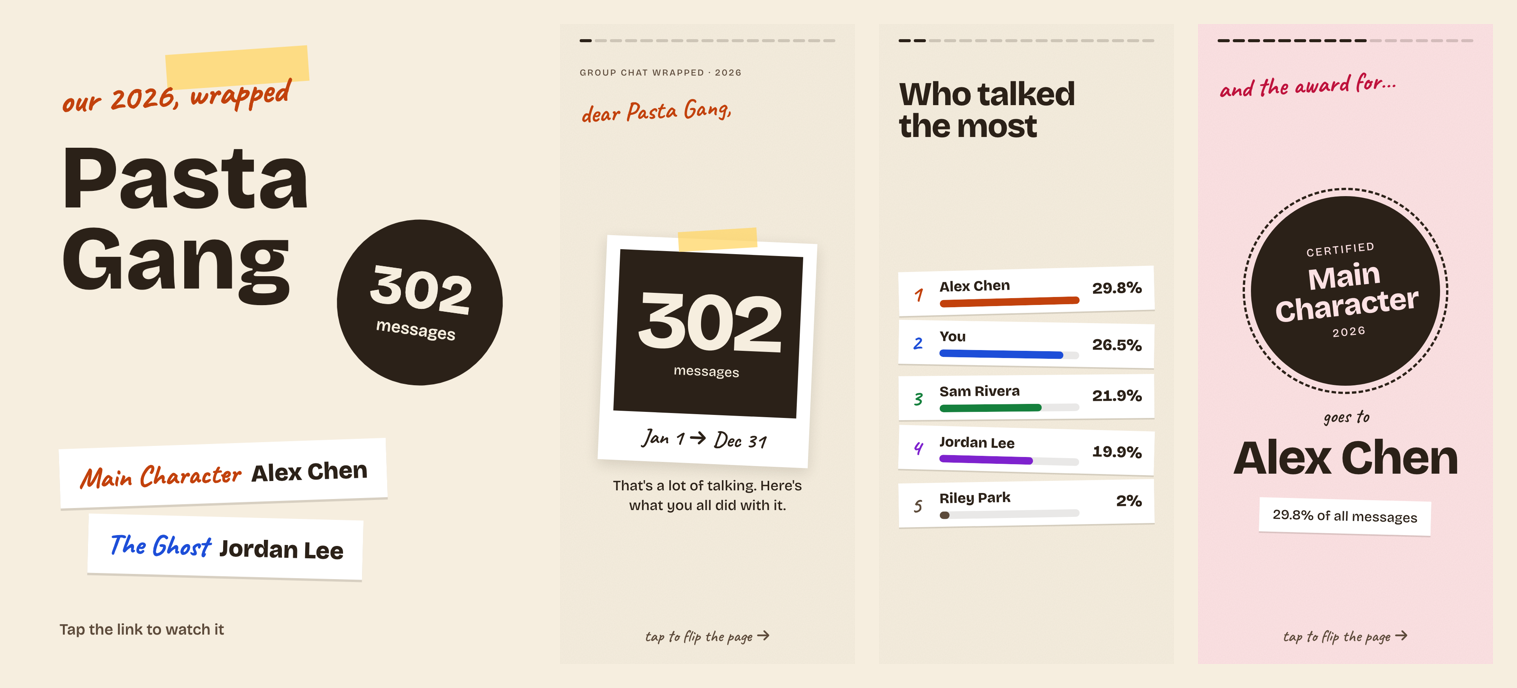 our 2026, wrapped
Pasta
Gang
302
messages
Main Character Alex Chen
The Ghost Jordan Lee
Tap the link to watch it
GROUP CHAT WRAPPED · 2026
dear Pasta Gang,
302
messages
Jan 1 → Dec 31
That's a lot of talking. Here's
what you all did with it.
tap to flip the page →
Who talked
the most
1 Alex Chen 29.8%
2 You 26.5%
3 Sam Rivera 21.9%
4 Jordan Lee 19.9%
5 Riley Park 2%
and the award for...
CERTIFIED
Main
Character
2026
goes to
Alex Chen
29.8% of all messages
tap to flip the page →